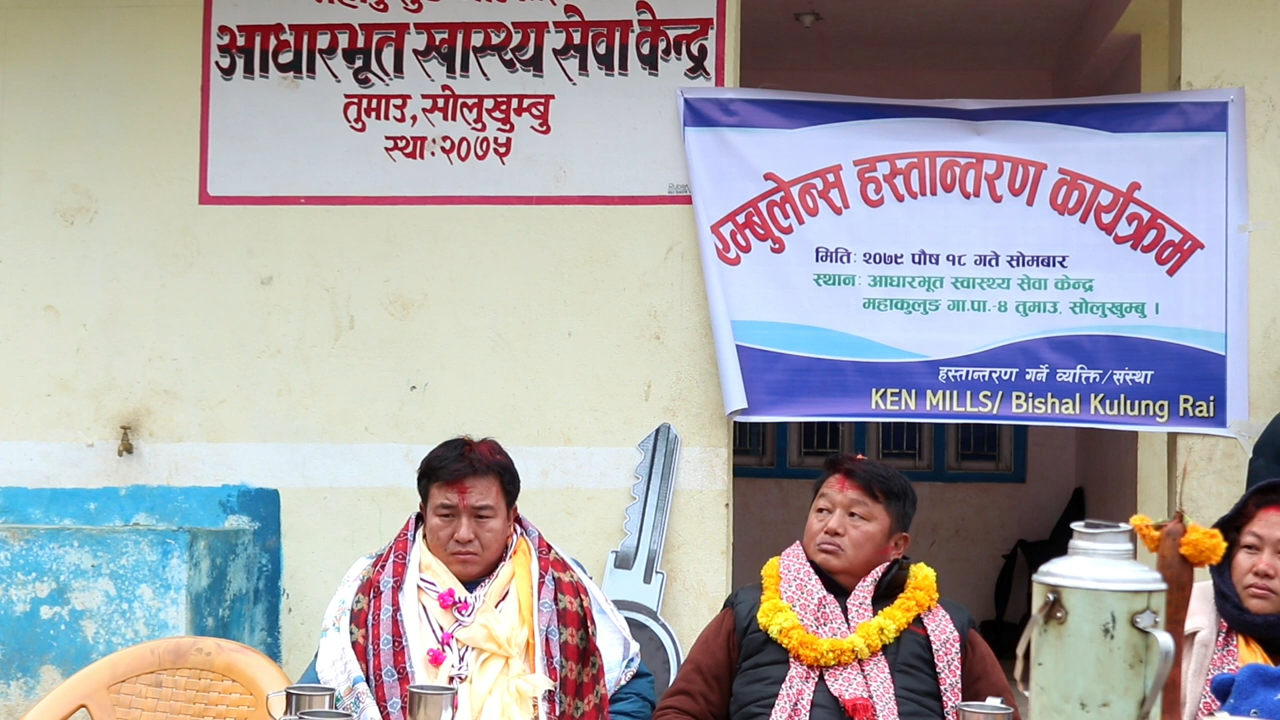 आधारभूत स्वास्थ्य सेवा केन्द्र
तुमाउ, सोलुखुम्बु
स्था: २०७५
एम्बुलेन्स हस्तान्तरण कार्यक्रम
मिति: २०७९ पौष १८ गते सोमबार
स्थान: आधारभूत स्वास्थ्य सेवा केन्द्र
महाकुलुङ गा.पा.-४ तुमाउ, सोलुखुम्बु ।
हस्तान्तरण गर्ने व्यक्ति/संस्था
KEN MILLS/ Bishal Kulung Rai